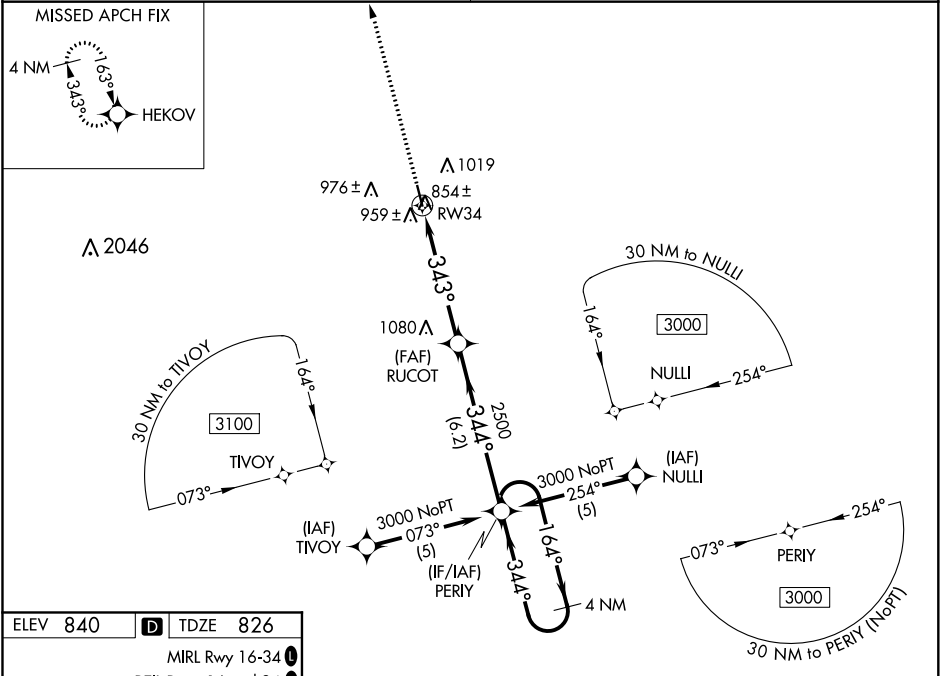 MISSED APCH FIX
4 NM
163°
343°
HEKOV
1019
976±
854±
959±
RW34
2046
343°
30 NM to NULLI
164°
3000
NULLI
254°
1080
(FAF)
RUCOT
30 NM to TIVOY
164°
3100
TIVOY
073°
2500
(6.2)
344°
3000 NoPT
254°
(5)
(IAF)
NULLI
(IAF)
TIVOY
3000 NoPT
073°
(5)
(IF/IAF)
PERIY
344°
164°
4 NM
073°
254°
PERIY
3000
30 NM to PERIY (NoPT)
ELEV 840
D
TDZE 826
MIRL Rwy 16-34 L